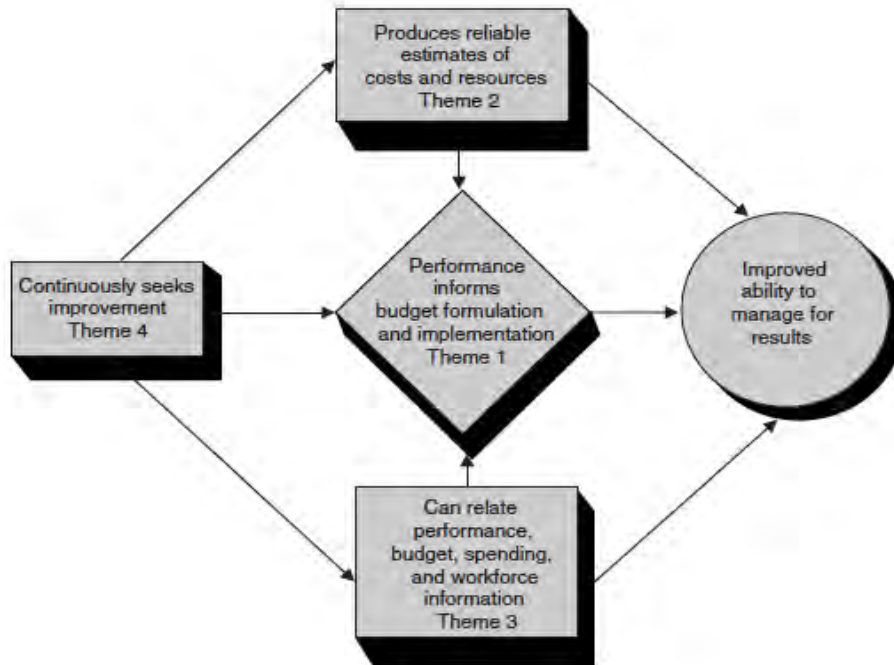 Produces reliable
estimates of
costs and resources
Theme 2
Continuously seeks
improvement
Theme 4
Performance
informs
budget formulation
and implementation
Theme 1
Improved
ability to
manage for
results
Can relate
performance,
budget, spending,
and workforce
information
Theme 3